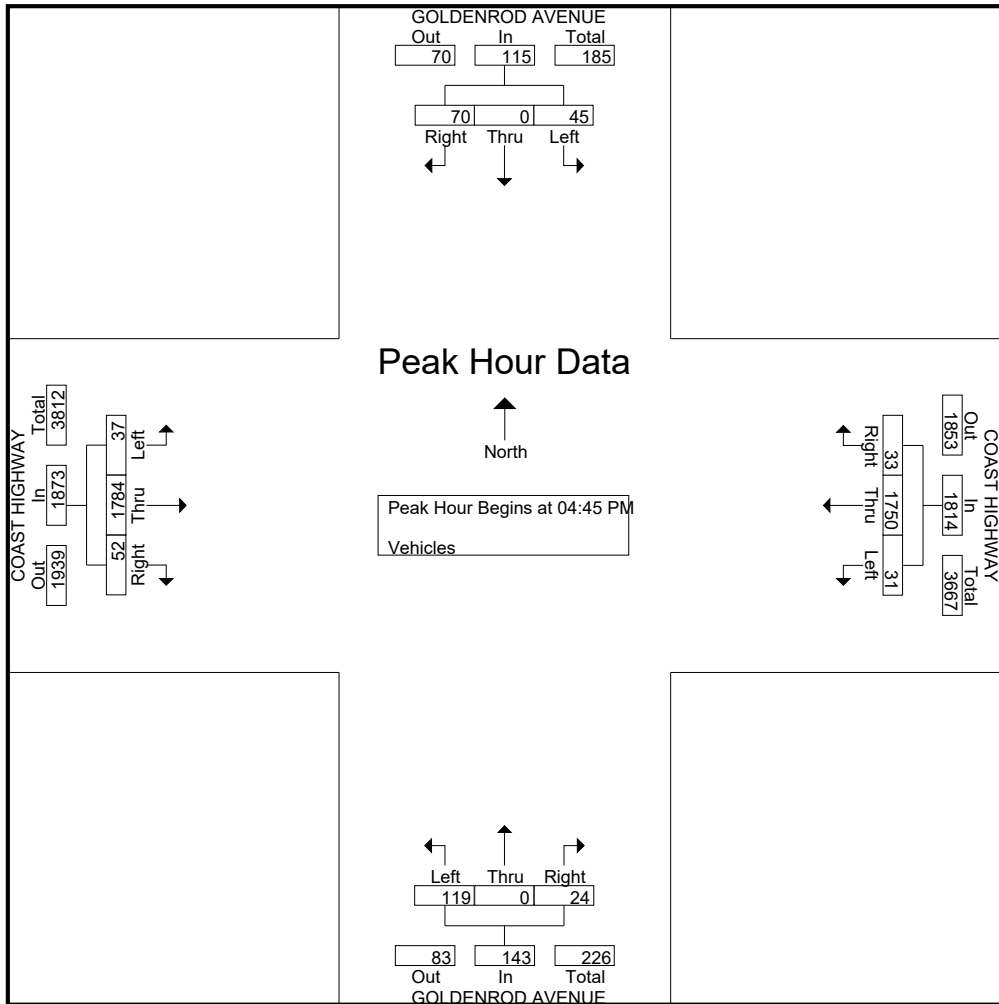 GOLDENROD AVENUE
Out In Total
70 115 185
70 0 45
Right Thru Left
Peak Hour Data
North
Peak Hour Begins at 04:45 PM
Vehicles
COAST HIGHWAY
Total In Out
3812 1873 1939
37 1784 52
Left Thru Right
Right Thru Left
33 1750 31
Out In Total
1853 1814 3667
COAST HIGHWAY
Left Thru Right
119 0 24
83 143 226
Out In Total
GOLDENROD AVENUE